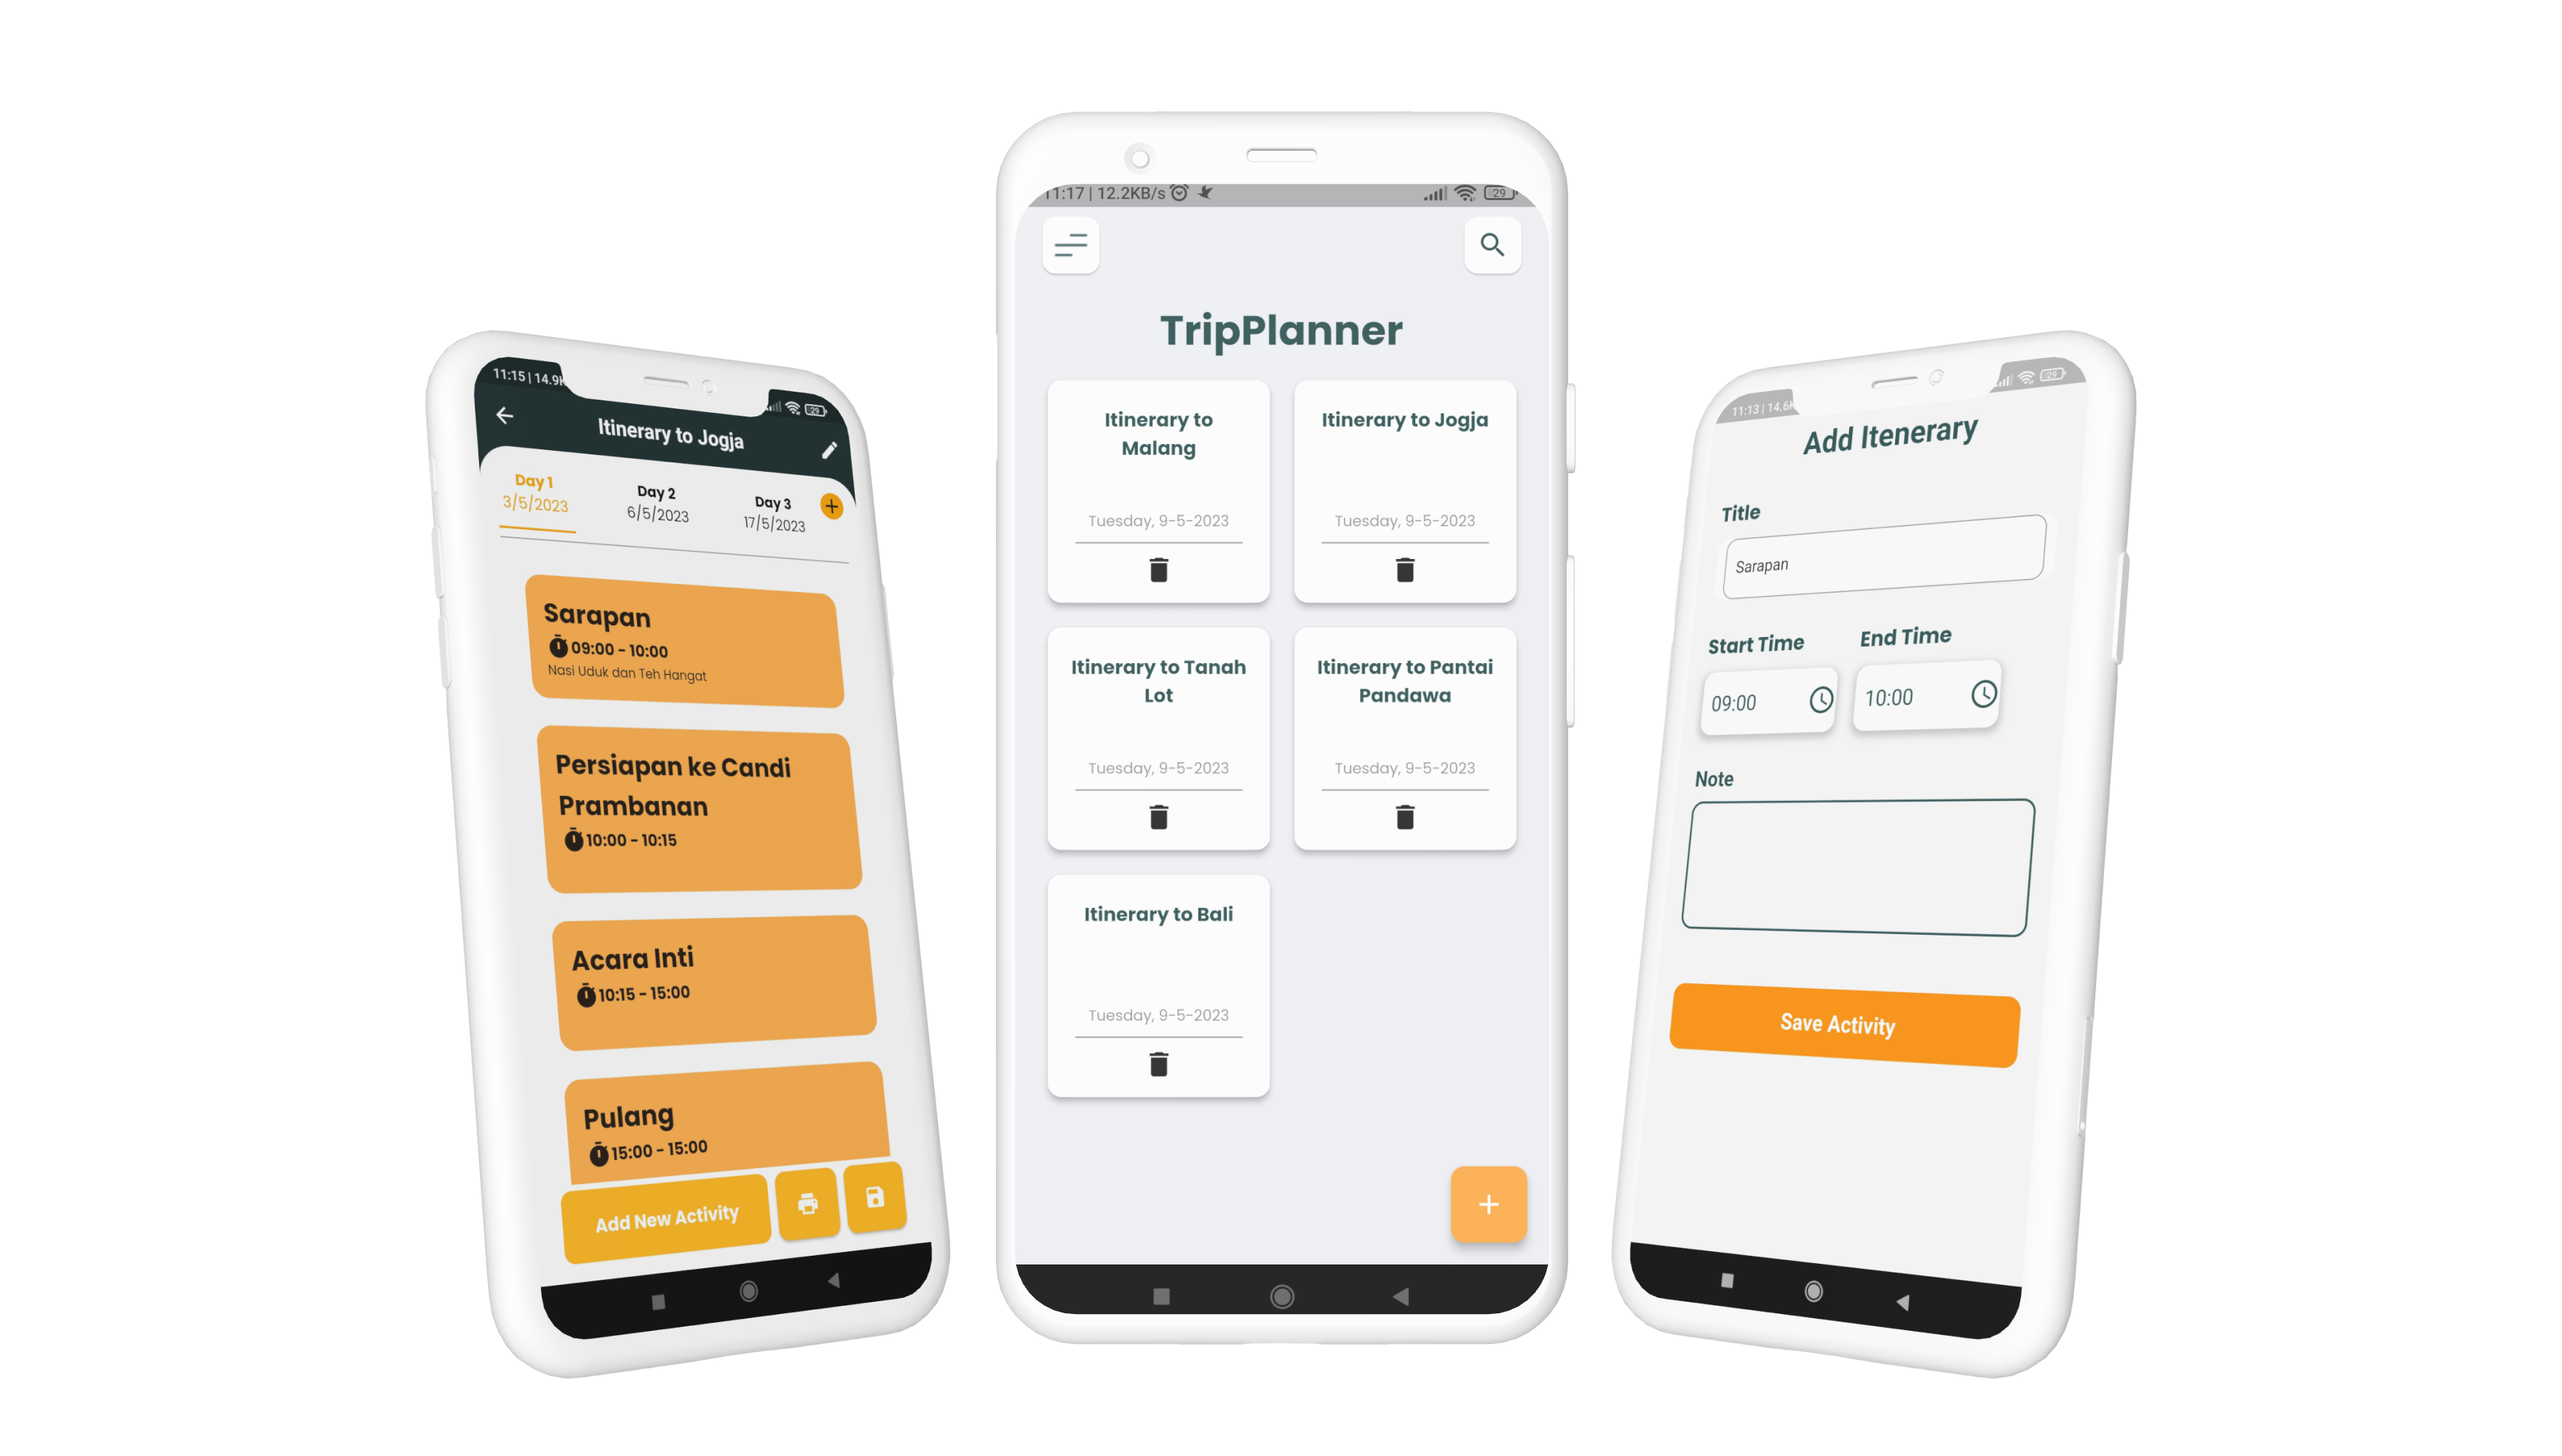 11:15 | 14.9K
29
Itinerary to Jogja
Day 1
3/5/2023
Day 2
6/5/2023
Day 3
17/5/2023
Sarapan
09:00 - 10:00
Nasi Uduk dan Teh Hangat
Persiapan ke Candi
Prambanan
10:00 - 10:15
Acara Inti
10:15 - 15:00
Pulang
15:00 - 15:00
Add New Activity
11:17 | 12.2KB/s
29
TripPlanner
Itinerary to
Malang
Tuesday, 9-5-2023
Itinerary to Jogja
Tuesday, 9-5-2023
Itinerary to Tanah
Lot
Tuesday, 9-5-2023
Itinerary to Pantai
Pandawa
Tuesday, 9-5-2023
Itinerary to Bali
Tuesday, 9-5-2023
11:13 | 14.6K
29
Add Itenerary
Title
Sarapan
Start Time
End Time
09:00
10:00
Note
Save Activity